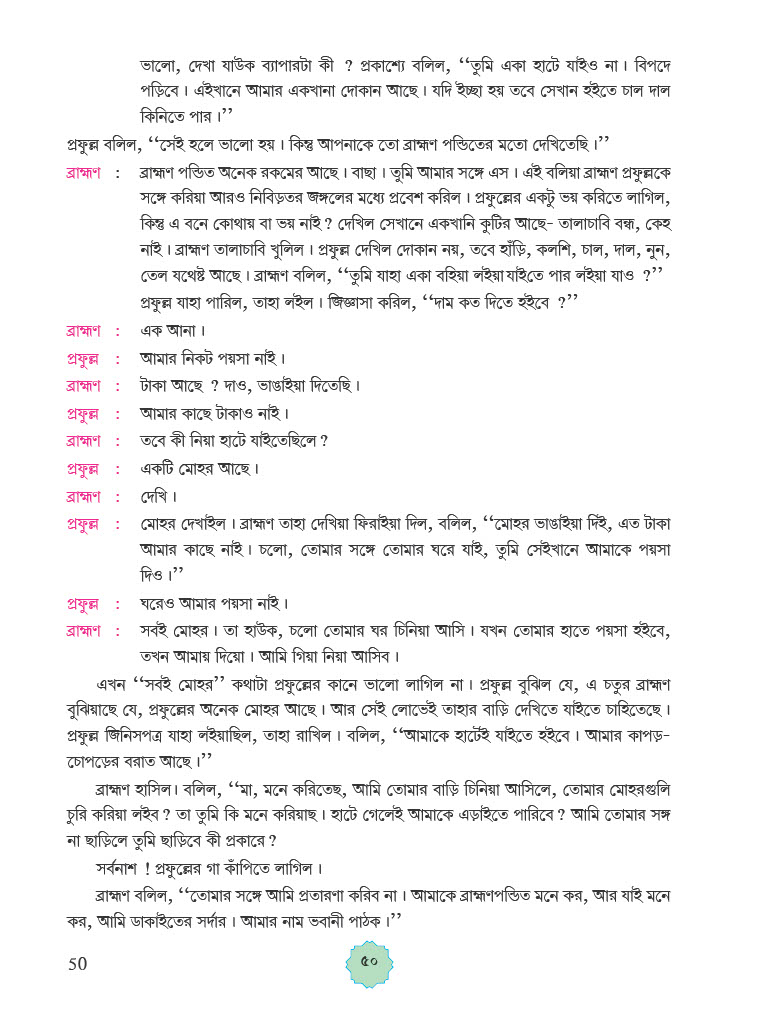 ভালো, দেখা যাউক ব্যাপারটা কী ? প্রকাশ্যে বলিল, ‘‘তুমি একা হাটে যাইও না। বিপদে
পড়িবে। এইখানে আমার একখানা দোকান আছে। যদি ইচ্ছা হয় তবে সেখান হইতে চাল দাল
কিনিতে পার।’’
প্রফুল্ল বলিল, ‘‘সেই হলে ভালো হয়। কিন্তু আপনাকে তো ব্রাহ্মণ পন্ডিতের মতো দেখিতেছি।’’
ব্রাহ্মণ : ব্রাহ্মণ পন্ডিত অনেক রকমের আছে। বাছা। তুমি আমার সঙ্গে এস। এই বলিয়া ব্রাহ্মণ প্রফুল্লকে
সঙ্গে করিয়া আরও নিবিড়তর জঙ্গলের মধ্যে প্রবেশ করিল। প্রফুল্লের একটু ভয় করিতে লাগিল,
কিন্তু এ বনে কোথায় বা ভয় নাই? দেখিল সেখানে একখানি কুটির আছে- তালাচাবি বন্ধ, কেহ
নাই। ব্রাহ্মণ তালাচাবি খুলিল। প্রফুল্ল দেখিল দোকান নয়, তবে হাঁড়ি, কলশি, চাল, দাল, নুন,
তেল যথেষ্ট আছে। ব্রাহ্মণ বলিল, ‘‘তুমি যাহা একা বহিয়া লইয়া যাইতে পার লইয়া যাও ?’’
প্রফুল্ল যাহা পারিল, তাহা লইল। জিজ্ঞাসা করিল, ‘‘দাম কত দিতে হইবে ?’’
ব্রাহ্মণ : এক আনা।
প্রফুল্ল : আমার নিকট পয়সা নাই।
ব্রাহ্মণ : টাকা আছে ? দাও, ভাঙাইয়া দিতেছি।
প্রফুল্ল : আমার কাছে টাকাও নাই।
ব্রাহ্মণ : তবে কী নিয়া হাটে যাইতেছিলে?
প্রফুল্ল : একটি মোহর আছে।
ব্রাহ্মণ : দেখি।
প্রফুল্ল : মোহর দেখাইল। ব্রাহ্মণ তাহা দেখিয়া ফিরাইয়া দিল, বলিল, ‘‘মোহর ভাঙাইয়া দিঁই, এত টাকা
আমার কাছে নাই। চলো, তোমার সঙ্গে তোমার ঘরে যাই, তুমি সেইখানে আমাকে পয়সা
দিও।’’
প্রফুল্ল : ঘরেও আমার পয়সা নাই।
ব্রাহ্মণ : সবই মোহর। তা হাউক, চলো তোমার ঘর চিনিয়া আসি। যখন তোমার হাতে পয়সা হইবে,
তখন আমায় দিয়ো। আমি গিয়া নিয়া আসিব।
এখন ‘‘সবই মোহর’’ কথাটা প্রফুল্লের কানে ভালো লাগিল না। প্রফুল্ল বুঝিল যে, এ চতুর ব্রাহ্মণ
বুঝিয়াছে যে, প্রফুল্লের অনেক মোহর আছে। আর সেই লোভেই তাহার বাড়ি দেখিতে যাইতে চাহিতেছে।
প্রফুল্ল জিনিসপত্র যাহা লইয়াছিল, তাহা রাখিল। বলিল, ‘‘আমাকে হাটেই যাইতে হইবে। আমার কাপড়-
চোপড়ের বরাত আছে।’’
ব্রাহ্মণ হাসিল। বলিল, ‘‘মা, মনে করিতেছ, আমি তোমার বাড়ি চিনিয়া আসিলে, তোমার মোহরগুলি
চুরি করিয়া লইব? তা তুমি কি মনে করিয়াছ। হাটে গেলেই আমাকে এড়াইতে পারিবে? আমি তোমার সঙ্গ
না ছাড়িলে তুমি ছাড়িবে কী প্রকারে?
সর্বনাশ ! প্রফুল্লের গা কাঁপিতে লাগিল।
ব্রাহ্মণ বলিল, ‘‘তোমার সঙ্গে আমি প্রতারণা করিব না। আমাকে ব্রাহ্মণপন্ডিত মনে কর, আর যাই মনে
কর, আমি ডাকাইতের সর্দার। আমার নাম ভবানী পাঠক।’’
50 ৫০